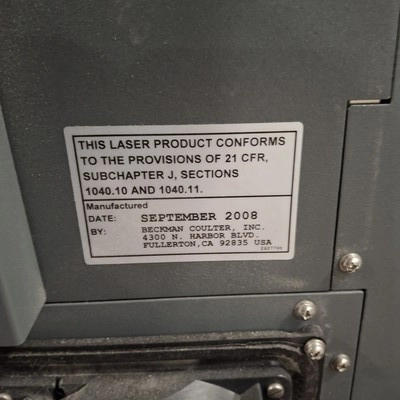 THIS LASER PRODUCT CONFORMS
TO THE PROVISIONS OF 21 CFR,
SUBCHAPTER J, SECTIONS
1040.10 AND 1040.11.
Manufactured
DATE: SEPTEMBER 2008
BY: BECKMAN COULTER, INC.
4300 N. HARBOR BLVD.
FULLERTON,CA 92835 USA